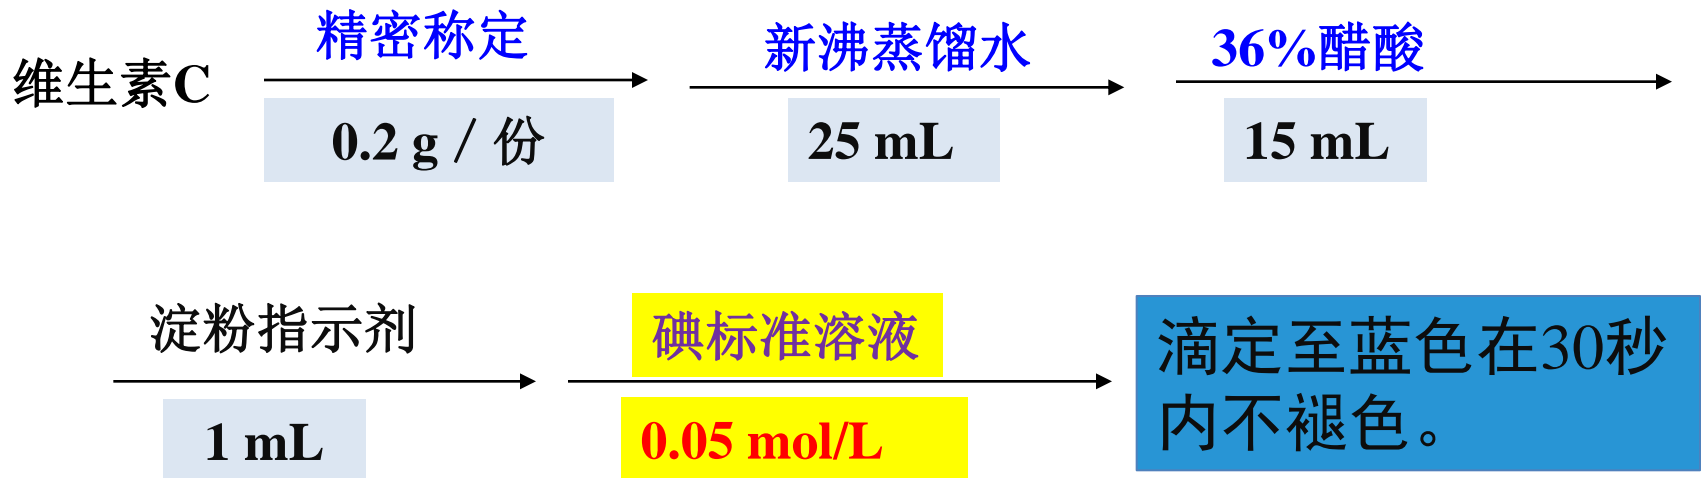 维生素C
精密称定
0.2 g / 份
新沸蒸馏水
25 mL
36%醋酸
15 mL
淀粉指示剂
1 mL
碘标准溶液
0.05 mol/L
滴定至蓝色在30秒
内不褪色。